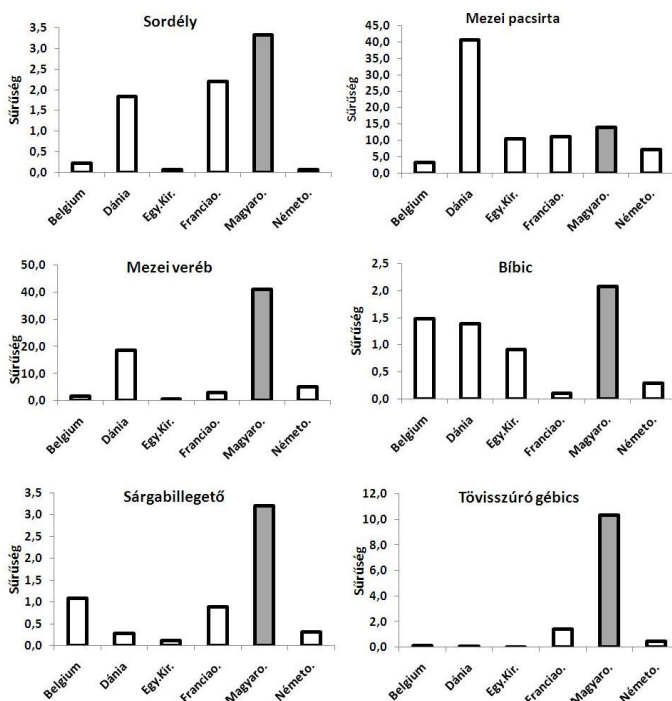 Sordély
Sűrűség
3,5
3,0
2,5
2,0
1,5
1,0
0,5
0,0
Belgium
Dánia
Egy.Kir.
Franciao.
Magyaro.
Németo.
Mezei pacsirta
Sűrűség
45,0
40,0
35,0
30,0
25,0
20,0
15,0
10,0
5,0
0,0
Belgium
Dánia
Egy.Kir.
Franciao.
Magyaro.
Németo.
Mezei veréb
Sűrűség
50,0
40,0
30,0
20,0
10,0
0,0
Belgium
Dánia
Egy.Kir.
Franciao.
Magyaro.
Németo.
Bíbic
Sűrűség
2,5
2,0
1,5
1,0
0,5
0,0
Belgium
Dánia
Egy.Kir.
Franciao.
Magyaro.
Németo.
Sárgabillegető
Sűrűség
3,5
3,0
2,5
2,0
1,5
1,0
0,5
0,0
Belgium
Dánia
Egy.Kir.
Franciao.
Magyaro.
Németo.
Tövisszúró gébics
Sűrűség
12,0
10,0
8,0
6,0
4,0
2,0
0,0
Belgium
Dánia
Egy.Kir.
Franciao.
Magyaro.
Németo.